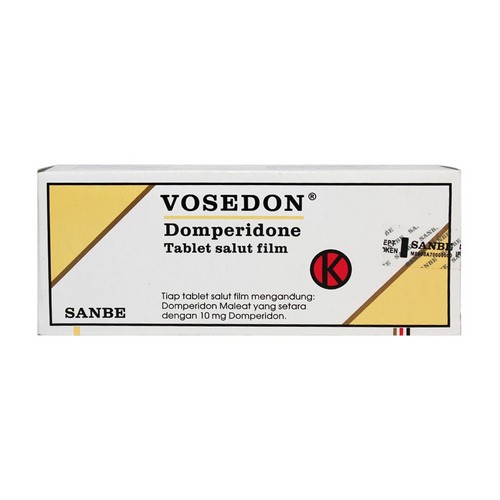 VOSEDON®
Domperidone
Tablet salut film
K
Tiap tablet salut film mengandung:
Domperidon Maleat yang setara
dengan 10 mg Domperidon.
SANBE
SANBE